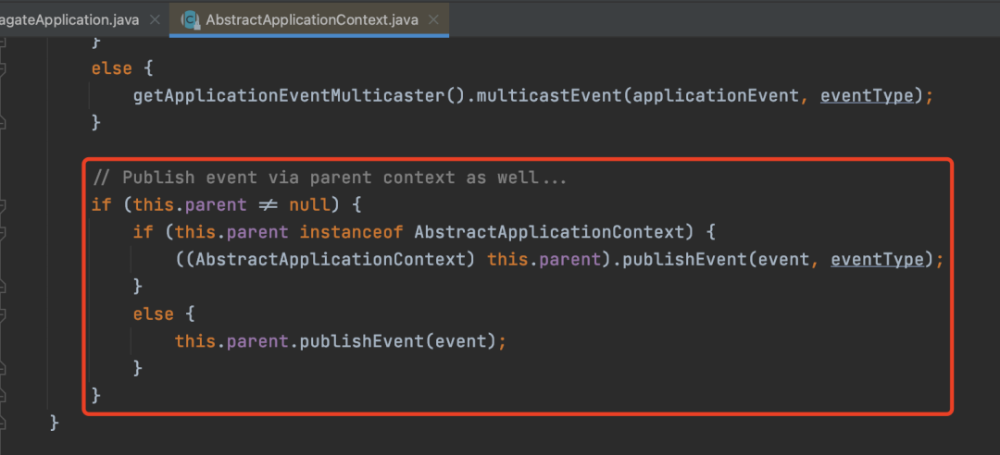 agateApplication.java AbstractApplicationContext.java
}
else {
getApplicationEventMulticaster().multicastEvent(applicationEvent, eventType);
}
// Publish event via parent context as well...
if (this.parent ≠ null) {
if (this.parent instanceof AbstractApplicationContext) {
((AbstractApplicationContext) this.parent).publishEvent(event, eventType);
}
else {
this.parent.publishEvent(event);
}
}
}